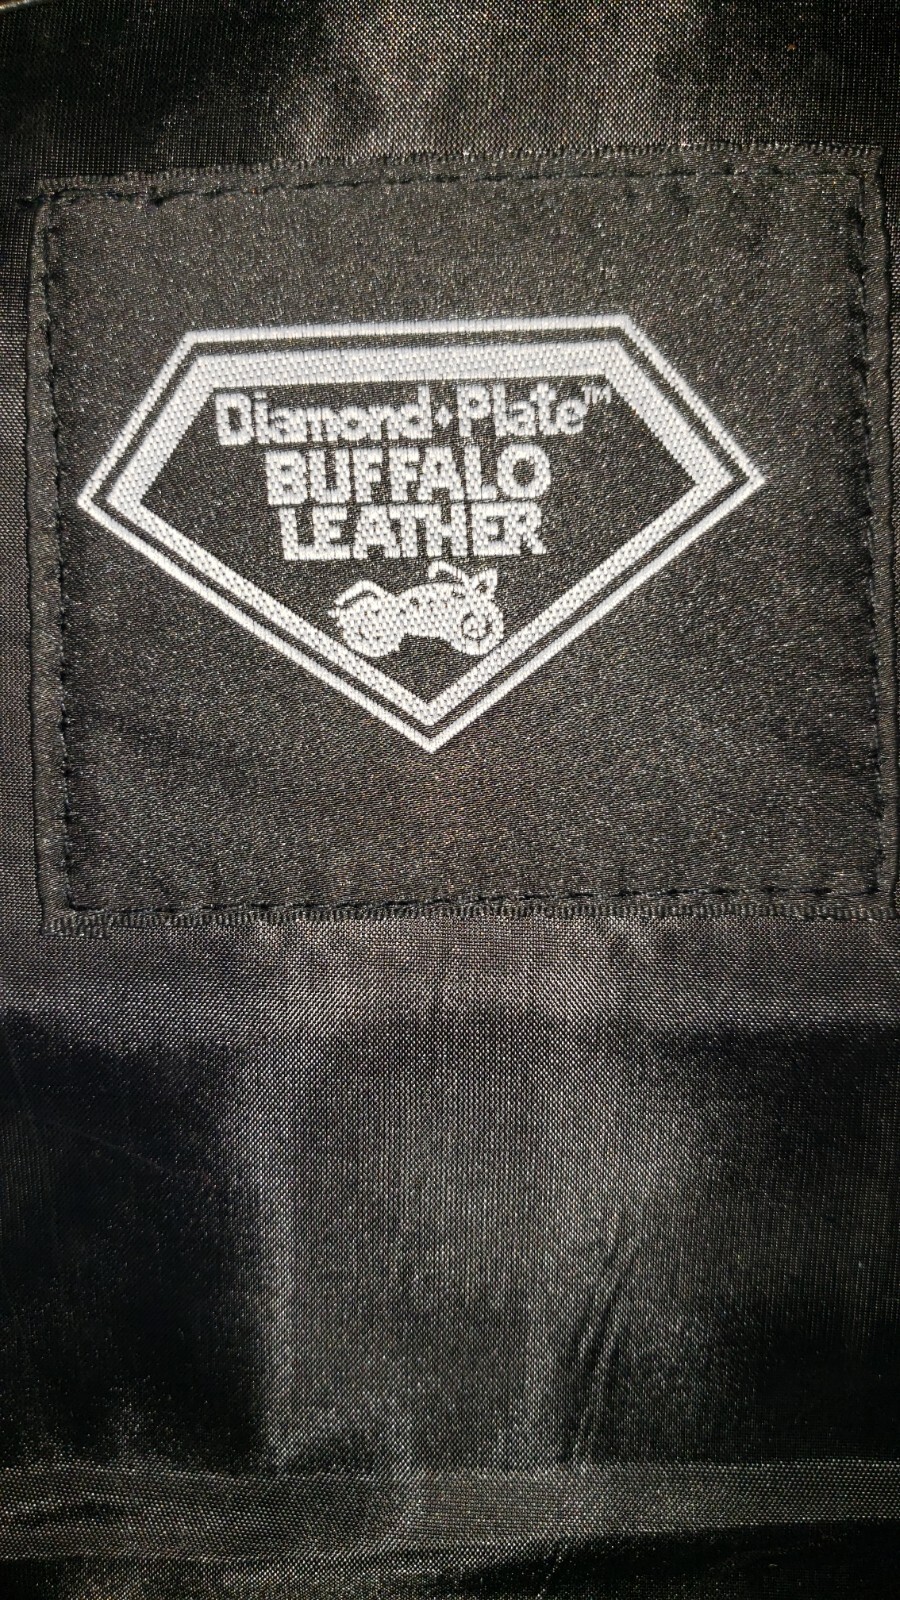 Diamond♦Plate™
BUFFALO
LEATHER